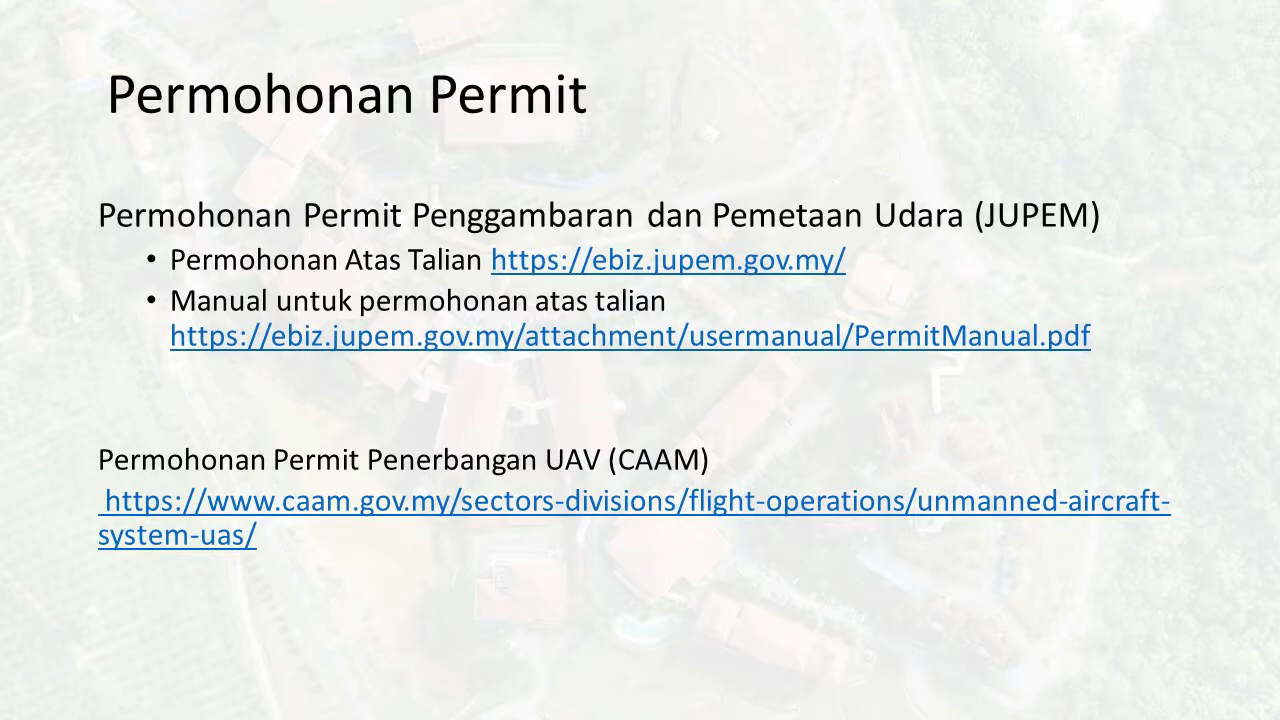 Permohonan Permit
Permohonan Permit Penggambaran dan Pemetaan Udara (JUPEM)
• Permohonan Atas Talian https://ebiz.jupem.gov.my/
• Manual untuk permohonan atas talian
https://ebiz.jupem.gov.my/attachment/usermanual/PermitManual.pdf
Permohonan Permit Penerbangan UAV (CAAM)
https://www.caam.gov.my/sectors-divisions/flight-operations/unmanned-aircraft-
system-uas/